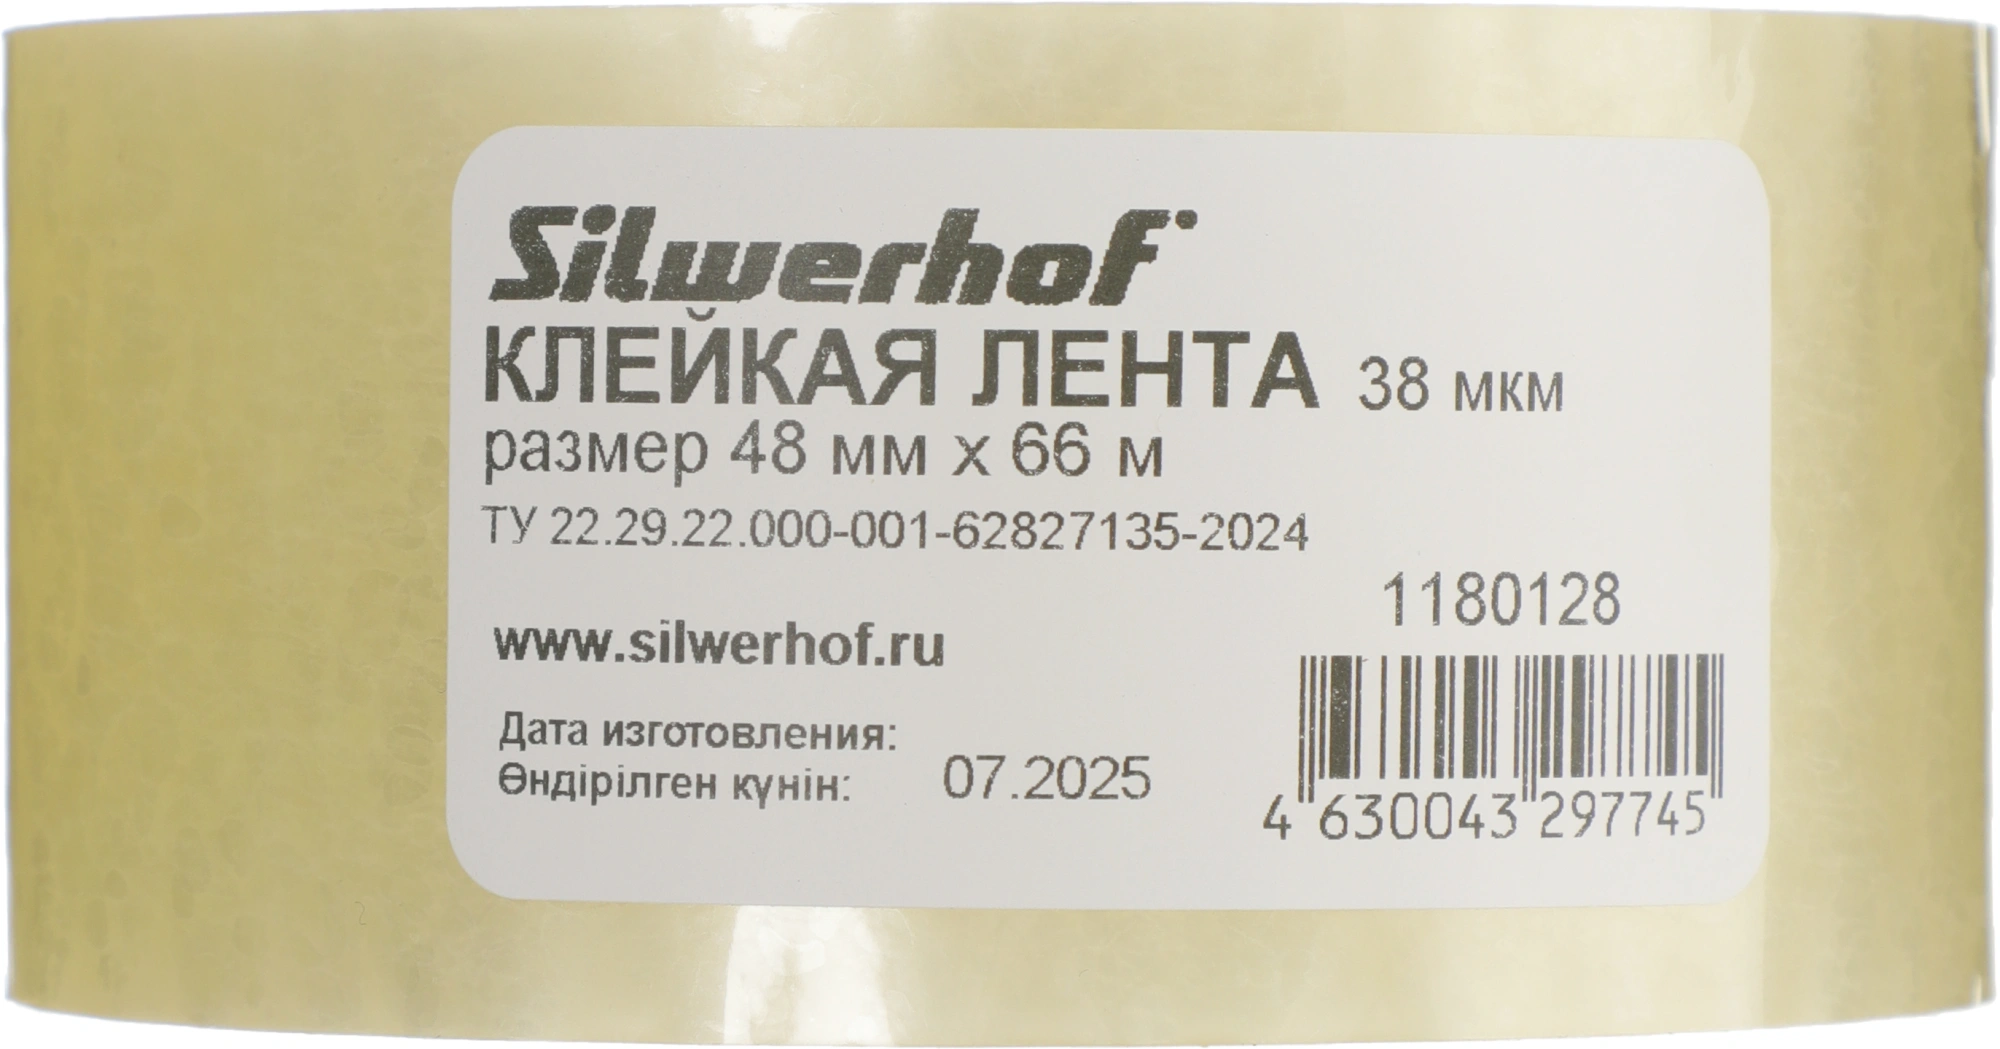 Silwerhof
КЛЕЙКАЯ ЛЕНТА 38 мкм
размер 48 мм x 66 м
ТУ 22.29.22.000-001-62827135-2024
1180128
www.silwerhof.ru
Дата изготовления:
Өндірілген күнін: 07.2025
4 630043 297745